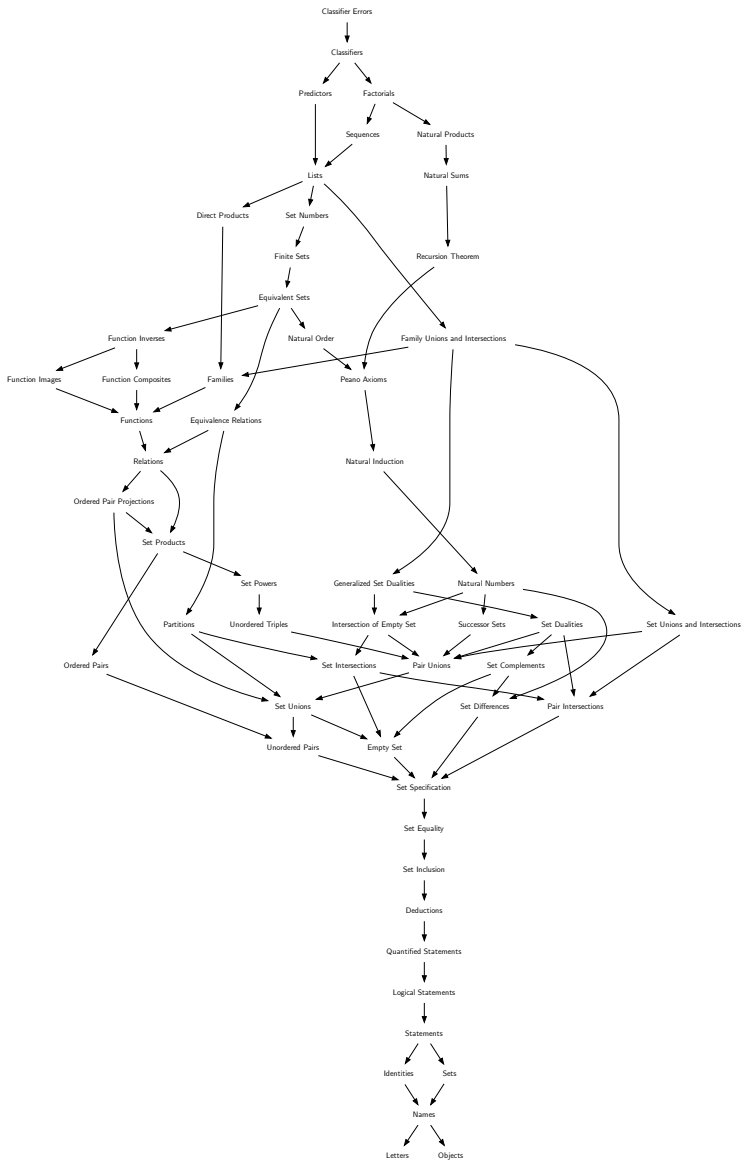 Classifier Errors
Classifiers
Predictors
Factorials
Sequences
Natural Products
Lists
Natural Sums
Direct Products
Set Numbers
Finite Sets
Recursion Theorem
Equivalent Sets
Function Inverses
Natural Order
Family Unions and Intersections
Function Images
Function Composites
Families
Peano Axioms
Functions
Equivalence Relations
Relations
Natural Induction
Ordered Pair Projections
Set Products
Set Powers
Generalized Set Dualities
Natural Numbers
Partitions
Unordered Triples
Intersection of Empty Set
Successor Sets
Set Dualities
Set Unions and Intersections
Ordered Pairs
Set Intersections
Pair Unions
Set Complements
Set Unions
Set Differences
Pair Intersections
Unordered Pairs
Empty Set
Set Specification
Set Equality
Set Inclusion
Deductions
Quantified Statements
Logical Statements
Statements
Identities
Sets
Names
Letters
Objects